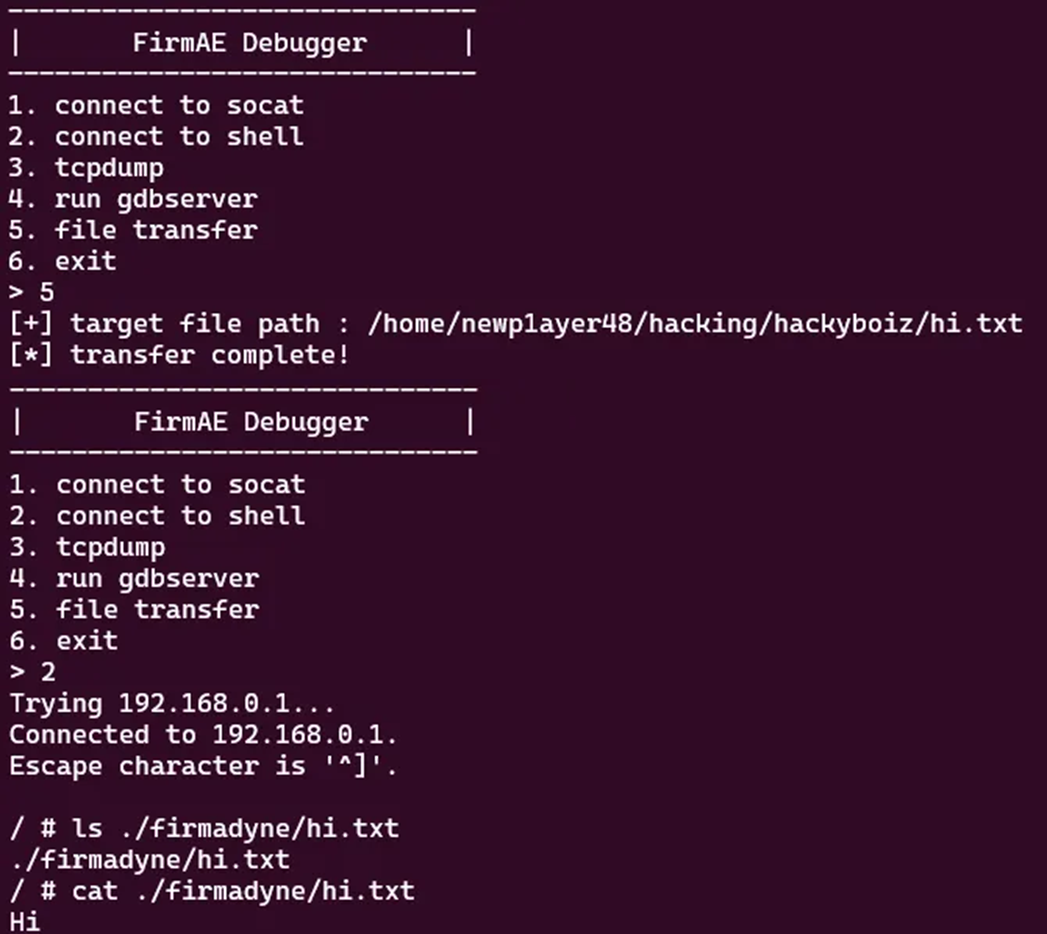 ------------------------------
|       FirmAE Debugger      |
------------------------------
1. connect to socat
2. connect to shell
3. tcpdump
4. run gdbserver
5. file transfer
6. exit
> 5
[+] target file path : /home/newp1ayer48/hacking/hackyboiz/hi.txt
[*] transfer complete!
------------------------------
|       FirmAE Debugger      |
------------------------------
1. connect to socat
2. connect to shell
3. tcpdump
4. run gdbserver
5. file transfer
6. exit
> 2
Trying 192.168.0.1...
Connected to 192.168.0.1.
Escape character is '^]'.
/ # ls ./firmadyne/hi.txt
./firmadyne/hi.txt
/ # cat ./firmadyne/hi.txt
Hi